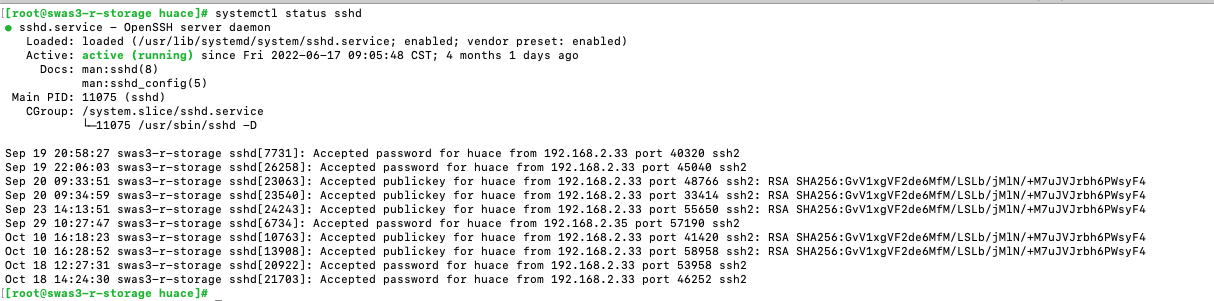 [[root@swas3-r-storage huace]# systemctl status sshd
● sshd.service - OpenSSH server daemon
Loaded: loaded (/usr/lib/systemd/system/sshd.service; enabled; vendor preset: enabled)
Active: active (running) since Fri 2022-06-17 09:05:48 CST; 4 months 1 days ago
Docs: man:sshd(8)
man:sshd_config(5)
Main PID: 11075 (sshd)
CGroup: /system.slice/sshd.service
└─11075 /usr/sbin/sshd -D
Sep 19 20:58:27 swas3-r-storage sshd[7731]: Accepted password for huace from 192.168.2.33 port 40320 ssh2
Sep 19 22:06:03 swas3-r-storage sshd[26258]: Accepted password for huace from 192.168.2.33 port 45040 ssh2
Sep 20 09:33:51 swas3-r-storage sshd[23063]: Accepted publickey for huace from 192.168.2.33 port 48766 ssh2: RSA SHA256:GvV1xgVF2de6MfM/LSLb/jMlN/+M7uJVJrbh6PWsyF4
Sep 20 09:34:59 swas3-r-storage sshd[23540]: Accepted publickey for huace from 192.168.2.33 port 33414 ssh2: RSA SHA256:GvV1xgVF2de6MfM/LSLb/jMlN/+M7uJVJrbh6PWsyF4
Sep 23 14:13:51 swas3-r-storage sshd[24243]: Accepted publickey for huace from 192.168.2.33 port 55650 ssh2: RSA SHA256:GvV1xgVF2de6MfM/LSLb/jMlN/+M7uJVJrbh6PWsyF4
Sep 29 10:27:47 swas3-r-storage sshd[6734]: Accepted password for huace from 192.168.2.35 port 57190 ssh2
Oct 10 16:18:23 swas3-r-storage sshd[10763]: Accepted publickey for huace from 192.168.2.33 port 41420 ssh2: RSA SHA256:GvV1xgVF2de6MfM/LSLb/jMlN/+M7uJVJrbh6PWsyF4
Oct 10 16:28:52 swas3-r-storage sshd[13908]: Accepted publickey for huace from 192.168.2.33 port 58958 ssh2: RSA SHA256:GvV1xgVF2de6MfM/LSLb/jMlN/+M7uJVJrbh6PWsyF4
Oct 18 12:27:31 swas3-r-storage sshd[20922]: Accepted password for huace from 192.168.2.33 port 53958 ssh2
Oct 18 14:24:30 swas3-r-storage sshd[21703]: Accepted password for huace from 192.168.2.33 port 46252 ssh2
[[root@swas3-r-storage huace]# _